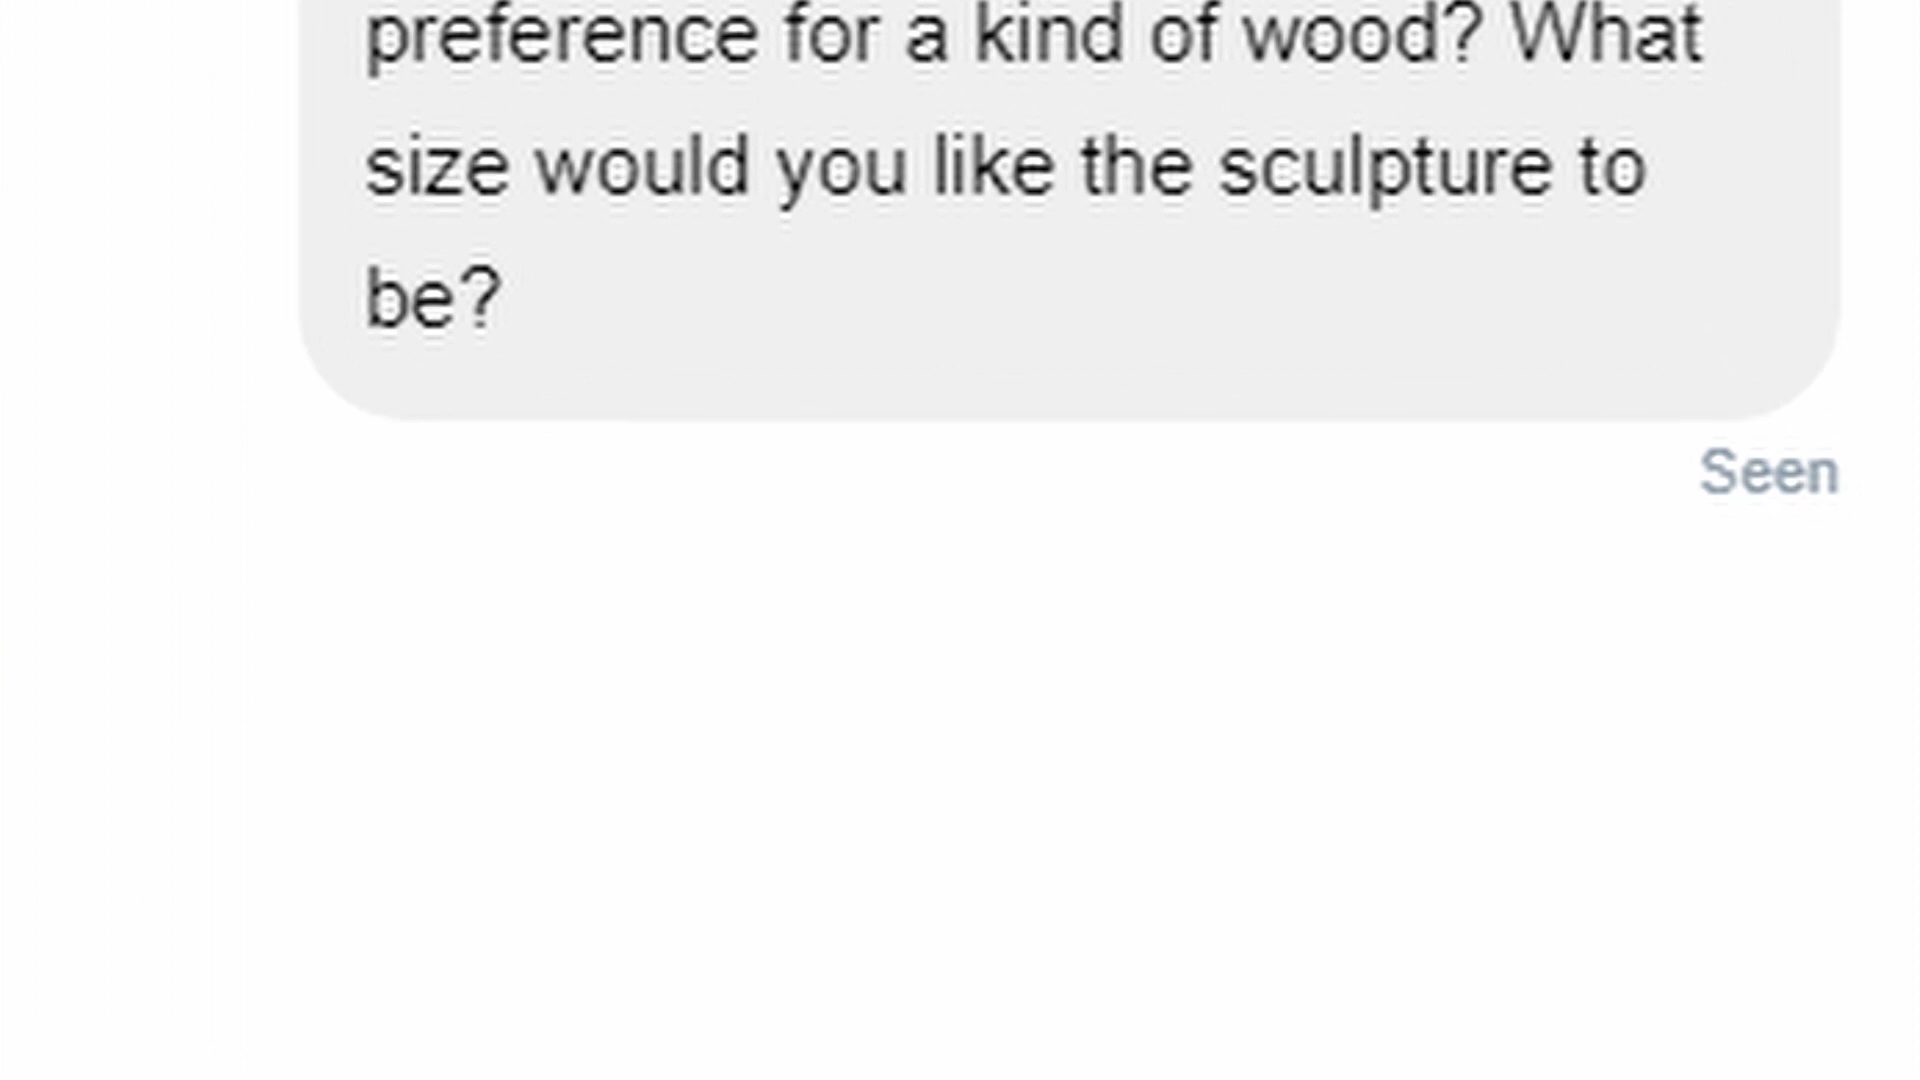 preference for a kind of wood? What
size would you like the sculpture to
be?
Seen